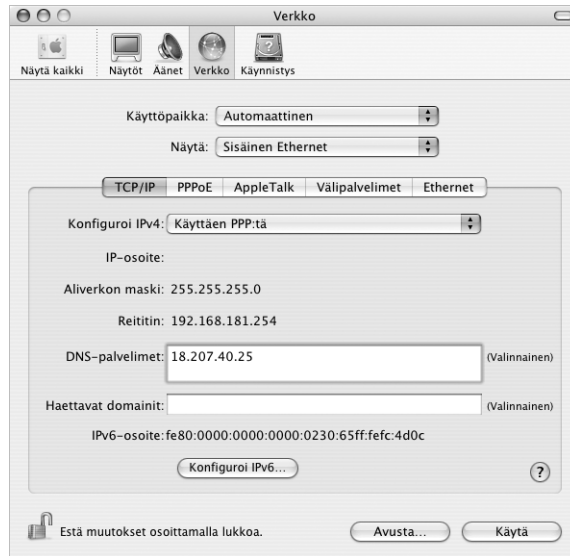 Verkko
Näytä kaikki Näytöt Äänet Verkko Käynnistys
Käyttöpaikka: Automaattinen
Näytä: Sisäinen Ethernet
TCP/IP PPPoE AppleTalk Välipalvelimet Ethernet
Konfiguroi IPv4: Käyttäen PPP:tä
IP-osoite:
Aliverkon maski: 255.255.255.0
Reititin: 192.168.181.254
DNS-palvelimet: 18.207.40.25 (Valinnainen)
Haettavat domainit: (Valinnainen)
IPv6-osoite: fe80:0000:0000:0000:0230:65ff:fefc:4d0c
Konfiguroi IPv6... ?
Estä muutokset osoittamalla lukkoa. Avusta... Käytä